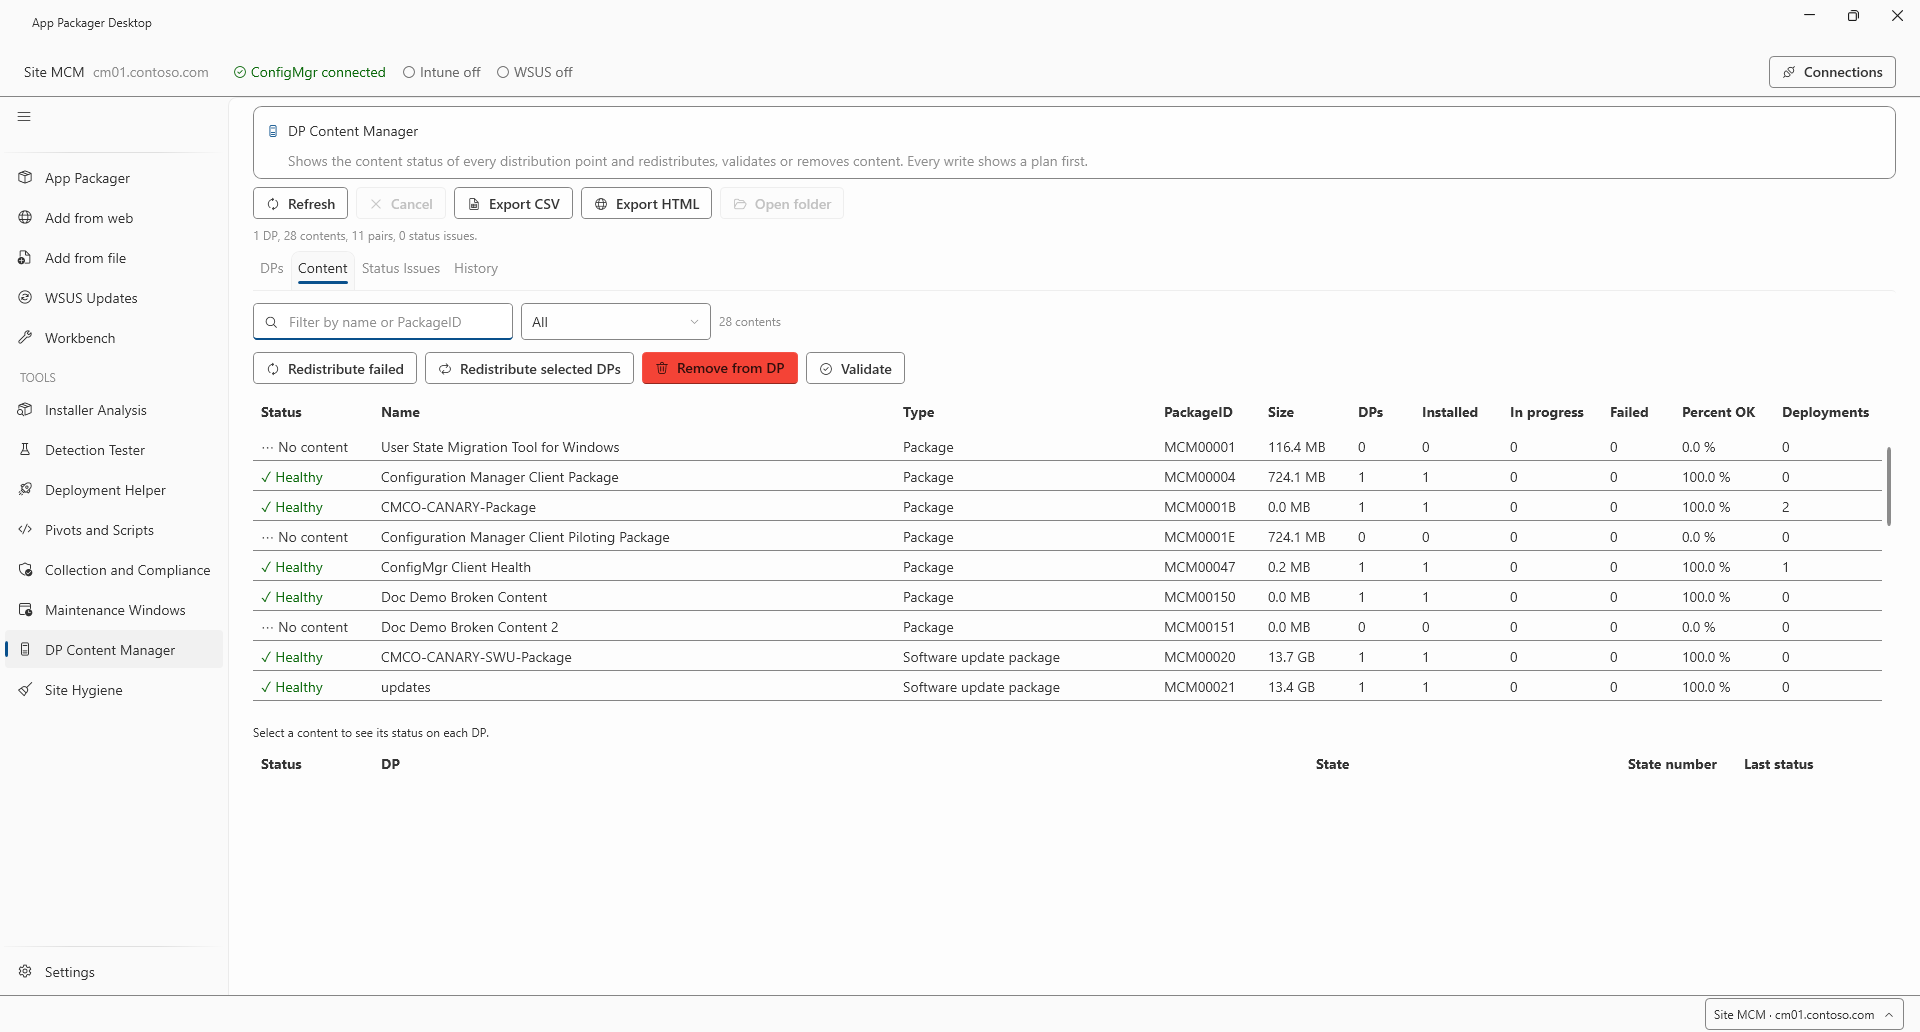 App Packager Desktop
Site MCM cm01.contoso.com ConfigMgr connected Intune off WSUS off Connections
App Packager
Add from web
Add from file
WSUS Updates
Workbench
TOOLS
Installer Analysis
Detection Tester
Deployment Helper
Pivots and Scripts
Collection and Compliance
Maintenance Windows
DP Content Manager
Site Hygiene
Settings
DP Content Manager
Shows the content status of every distribution point and redistributes, validates or removes content. Every write shows a plan first.
Refresh Cancel Export CSV Export HTML Open folder
1 DP, 28 contents, 11 pairs, 0 status issues.
DPs Content Status Issues History
Filter by name or PackageID All 28 contents
Redistribute failed Redistribute selected DPs Remove from DP Validate
Status Name Type PackageID Size DPs Installed In progress Failed Percent OK Deployments
··· No content User State Migration Tool for Windows Package MCM00001 116.4 MB 0 0 0 0 0.0 % 0
✓ Healthy Configuration Manager Client Package Package MCM00004 724.1 MB 1 1 0 0 100.0 % 0
✓ Healthy CMCO-CANARY-Package Package MCM0001B 0.0 MB 1 1 0 0 100.0 % 2
··· No content Configuration Manager Client Piloting Package Package MCM0001E 724.1 MB 0 0 0 0 0.0 % 0
✓ Healthy ConfigMgr Client Health Package MCM00047 0.2 MB 1 1 0 0 100.0 % 1
✓ Healthy Doc Demo Broken Content Package MCM00150 0.0 MB 1 1 0 0 100.0 % 0
··· No content Doc Demo Broken Content 2 Package MCM00151 0.0 MB 0 0 0 0 0.0 % 0
✓ Healthy CMCO-CANARY-SWU-Package Software update package MCM00020 13.7 GB 1 1 0 0 100.0 % 0
✓ Healthy updates Software update package MCM00021 13.4 GB 1 1 0 0 100.0 % 0
Select a content to see its status on each DP.
Status DP State State number Last status
Site MCM · cm01.contoso.com